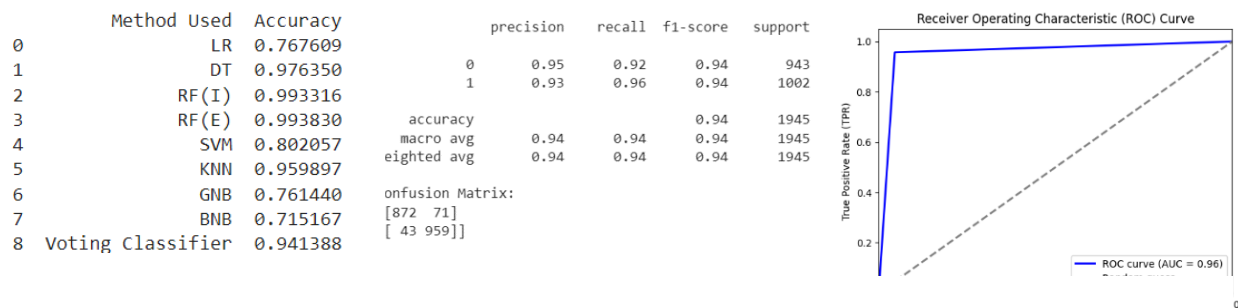 Method Used Accuracy
0 LR 0.767609
1 DT 0.976350
2 RF(I) 0.993316
3 RF(E) 0.993830
4 SVM 0.802057
5 KNN 0.959897
6 GNB 0.761440
7 BNB 0.715167
8 Voting Classifier 0.941388
precision recall f1-score support
0 0.95 0.92 0.94 943
1 0.93 0.96 0.94 1002
accuracy 0.94 1945
macro avg 0.94 0.94 0.94 1945
eighted avg 0.94 0.94 0.94 1945
onfusion Matrix:
[872 71]
[ 43 959]]
Receiver Operating Characteristic (ROC) Curve
True Positive Rate (TPR)
1.0
0.8
0.6
0.4
0.2
ROC curve (AUC = 0.96)